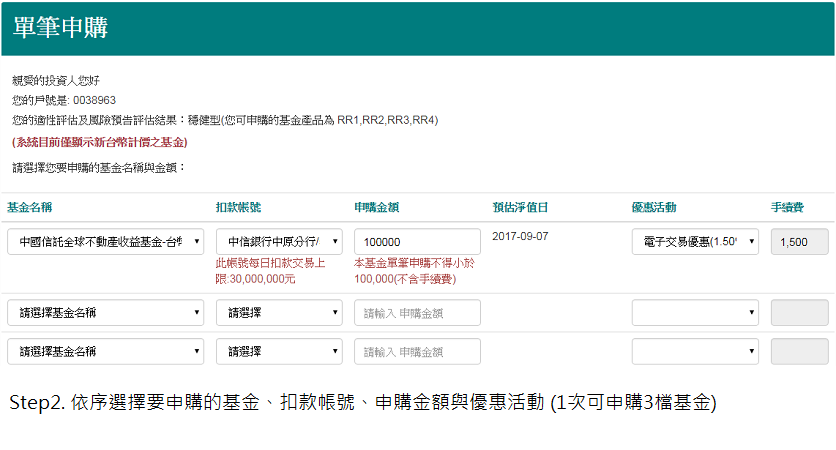 單筆申購
親愛的投資人您好
您的戶號是: 0038963
您的適性評估及風險預告評估結果：穩健型(您可申購的基金產品為 RR1,RR2,RR3,RR4)
(系統目前僅顯示新台幣計價之基金)
請選擇您要申購的基金名稱與金額：
基金名稱 扣款帳號 申購金額 預估淨值日 優惠活動 手續費
中國信託全球不動產收益基金-台 中信銀行中原分行/ 100000 2017-09-07 電子交易優惠(1.50 1,500
此帳號每日扣款交易上 本基金單筆申購不得小於
限:30,000,000元 100,000(不含手續費)
請選擇基金名稱 請選擇 請輸入 申購金額
請選擇基金名稱 請選擇 請輸入 申購金額
Step2. 依序選擇要申購的基金、扣款帳號、申購金額與優惠活動 (1次可申購3檔基金)